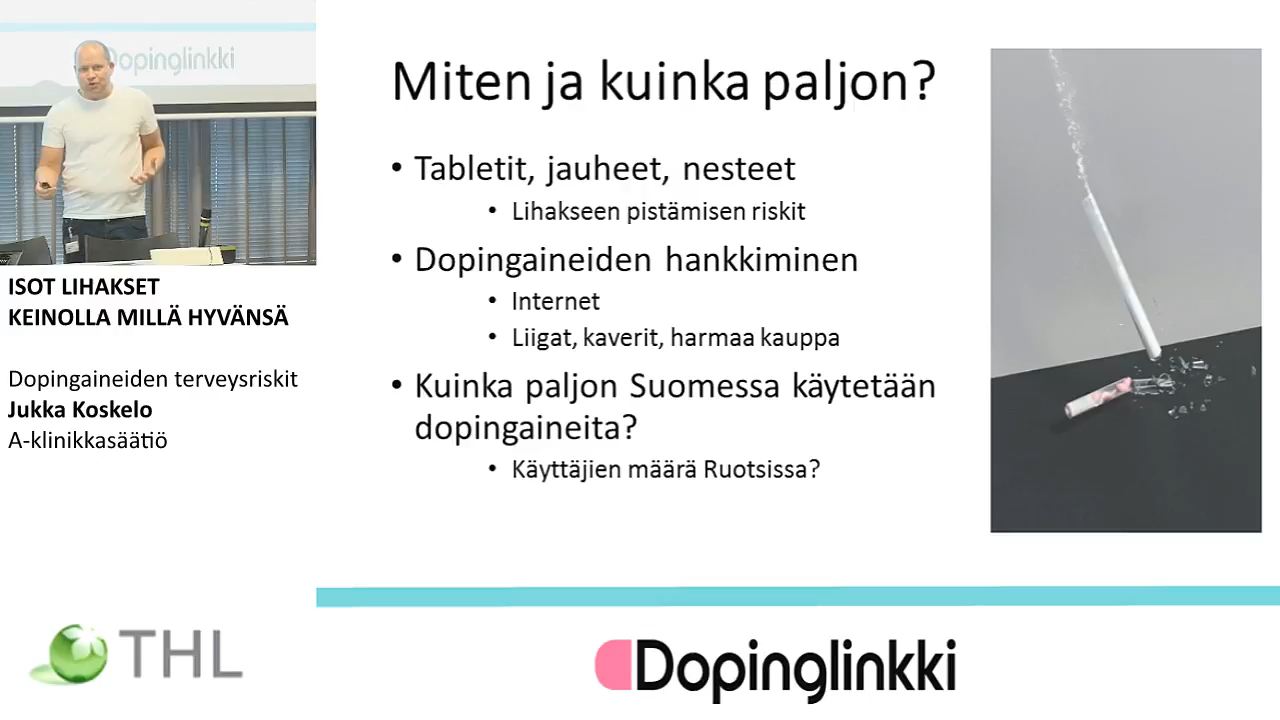 Dopinglinkki
ISOT LIHAKSET
KEINOLLA MILLÄ HYVÄNSÄ
Dopingaineiden terveysriskit
Jukka Koskelo
A-klinikkasäätiö
THL
Miten ja kuinka paljon?
• Tabletit, jauheet, nesteet
• Lihakseen pistämisen riskit
• Dopingaineiden hankkiminen
• Internet
• Liigat, kaverit, harmaa kauppa
• Kuinka paljon Suomessa käytetään
dopingaineita?
• Käyttäjien määrä Ruotsissa?
Dopinglinkki